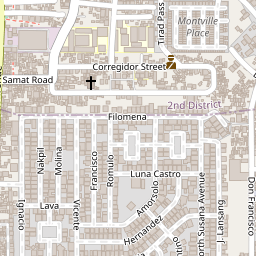 Montville
Place
Tirad Pass
Corregidor Street
Samat Road
2nd District
Filomena
Nakpil
Molina
Francisco
Romulo
Luna Castro
Ignacio
Lava
Vicente
Amorsolo
Hernandez
North Susana Avenue
J. Lansang
Don Francisco